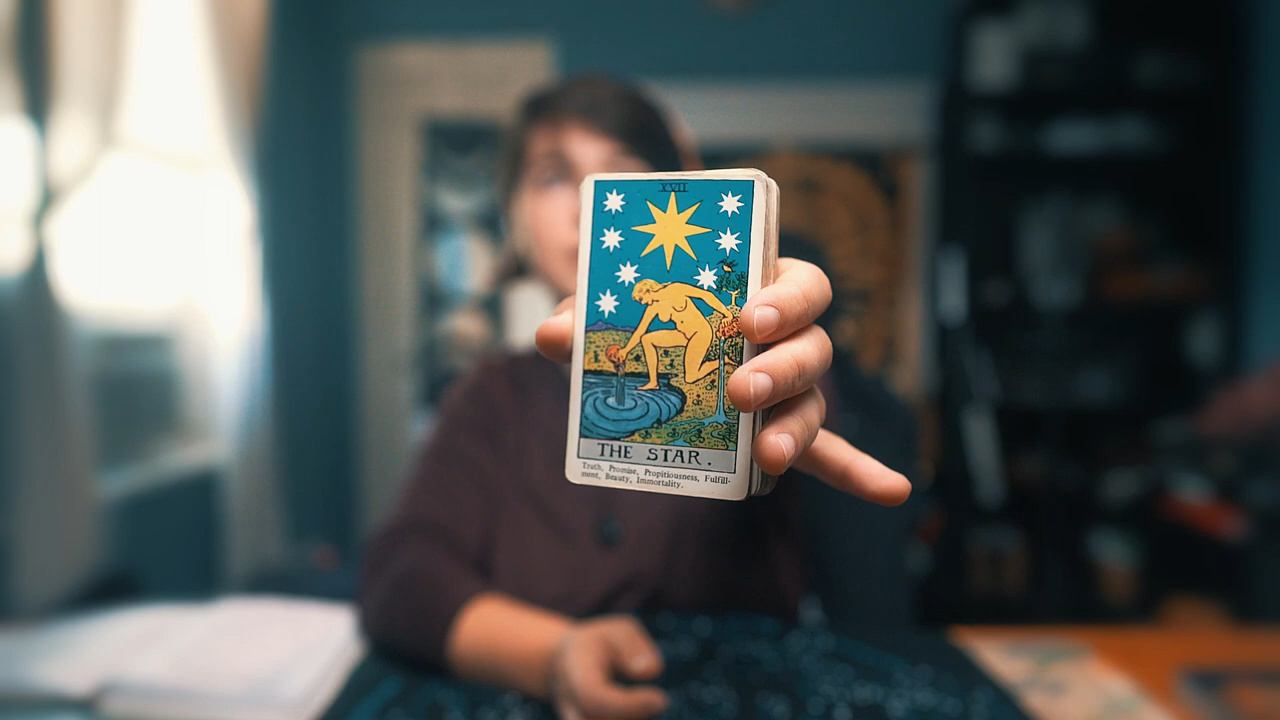 XVII
THE STAR.
Truth, Promise, Propitiousness, Fulfill-
ment, Beauty, Immortality.